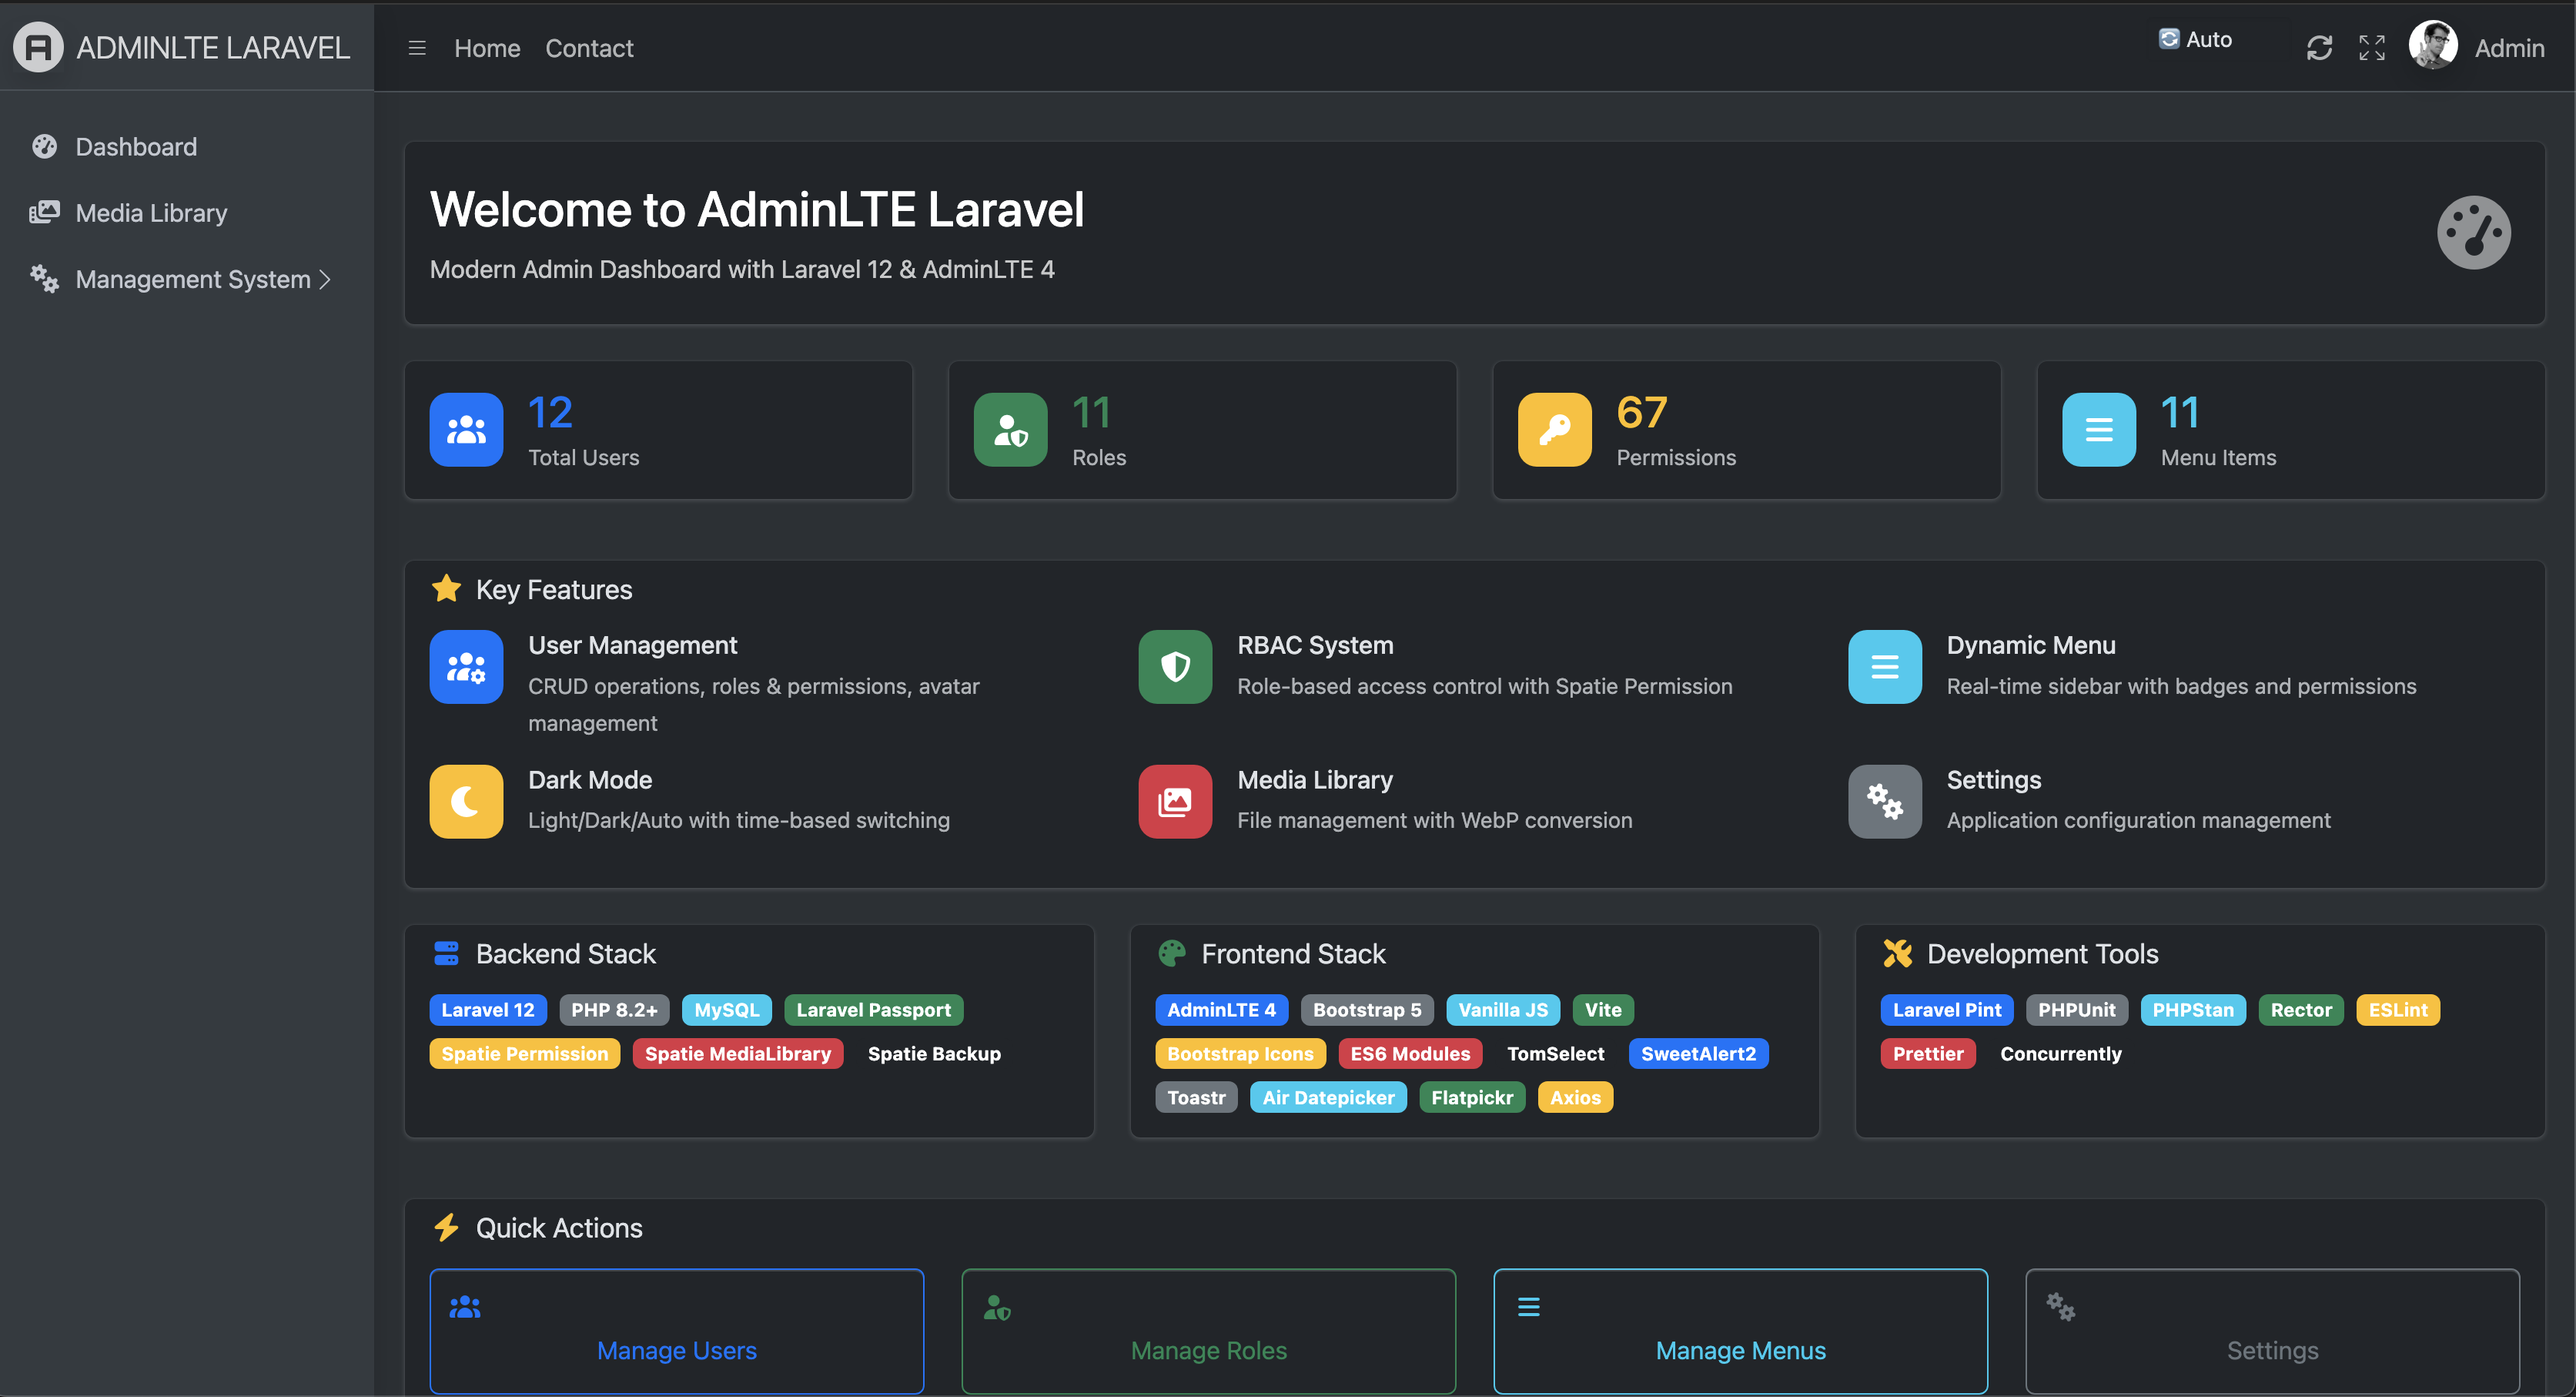 ADMINLTE LARAVEL
Home Contact
Auto
Admin
Dashboard
Media Library
Management System
Welcome to AdminLTE Laravel
Modern Admin Dashboard with Laravel 12 & AdminLTE 4
12
Total Users
11
Roles
67
Permissions
11
Menu Items
Key Features
User Management
CRUD operations, roles & permissions, avatar
management
RBAC System
Role-based access control with Spatie Permission
Dynamic Menu
Real-time sidebar with badges and permissions
Dark Mode
Light/Dark/Auto with time-based switching
Media Library
File management with WebP conversion
Settings
Application configuration management
Backend Stack
Laravel 12 PHP 8.2+ MySQL Laravel Passport
Spatie Permission Spatie MediaLibrary Spatie Backup
Frontend Stack
AdminLTE 4 Bootstrap 5 Vanilla JS Vite
Bootstrap Icons ES6 Modules TomSelect SweetAlert2
Toastr Air Datepicker Flatpickr Axios
Development Tools
Laravel Pint PHPUnit PHPStan Rector ESLint
Prettier Concurrently
Quick Actions
Manage Users
Manage Roles
Manage Menus
Settings